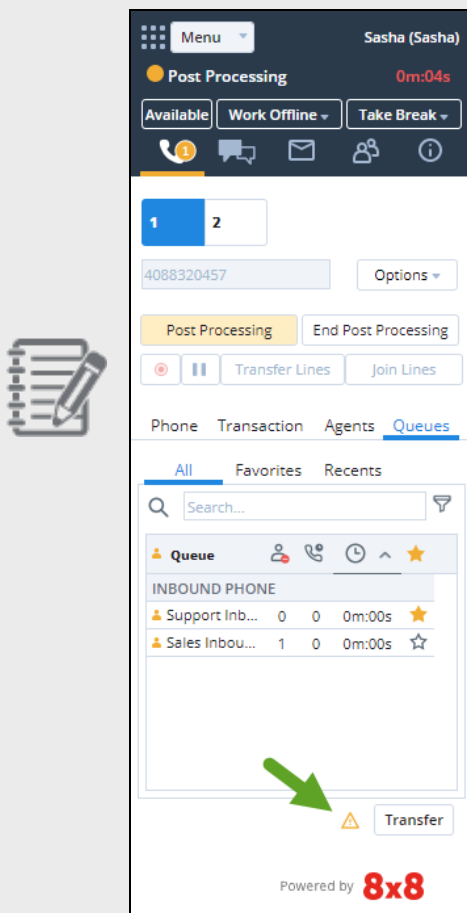 Menu Sasha (Sasha)
Post Processing 0m:04s
Available Work Offline Take Break
1
1 2
4088320457 Options
Post Processing End Post Processing
Transfer Lines Join Lines
Phone Transaction Agents Queues
All Favorites Recents
Search...
Queue
INBOUND PHONE
Support Inb... 0 0 0m:00s
Sales Inbou... 1 0 0m:00s
Transfer
Powered by 8x8